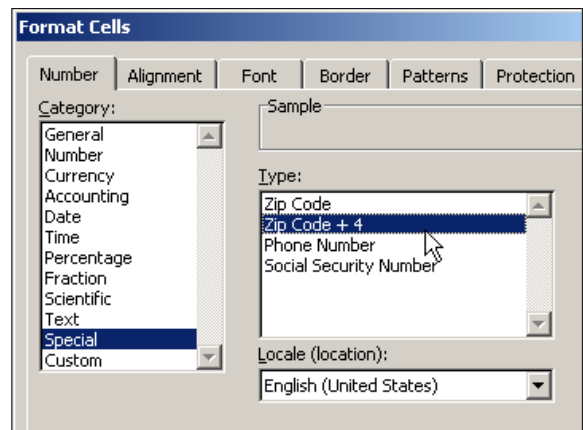 Format Cells
Number Alignment Font Border Patterns Protection
Category:
General
Number
Currency
Accounting
Date
Time
Percentage
Fraction
Scientific
Text
Special
Custom
Sample
Type:
Zip Code
Zip Code + 4
Phone Number
Social Security Number
Locale (location):
English (United States)